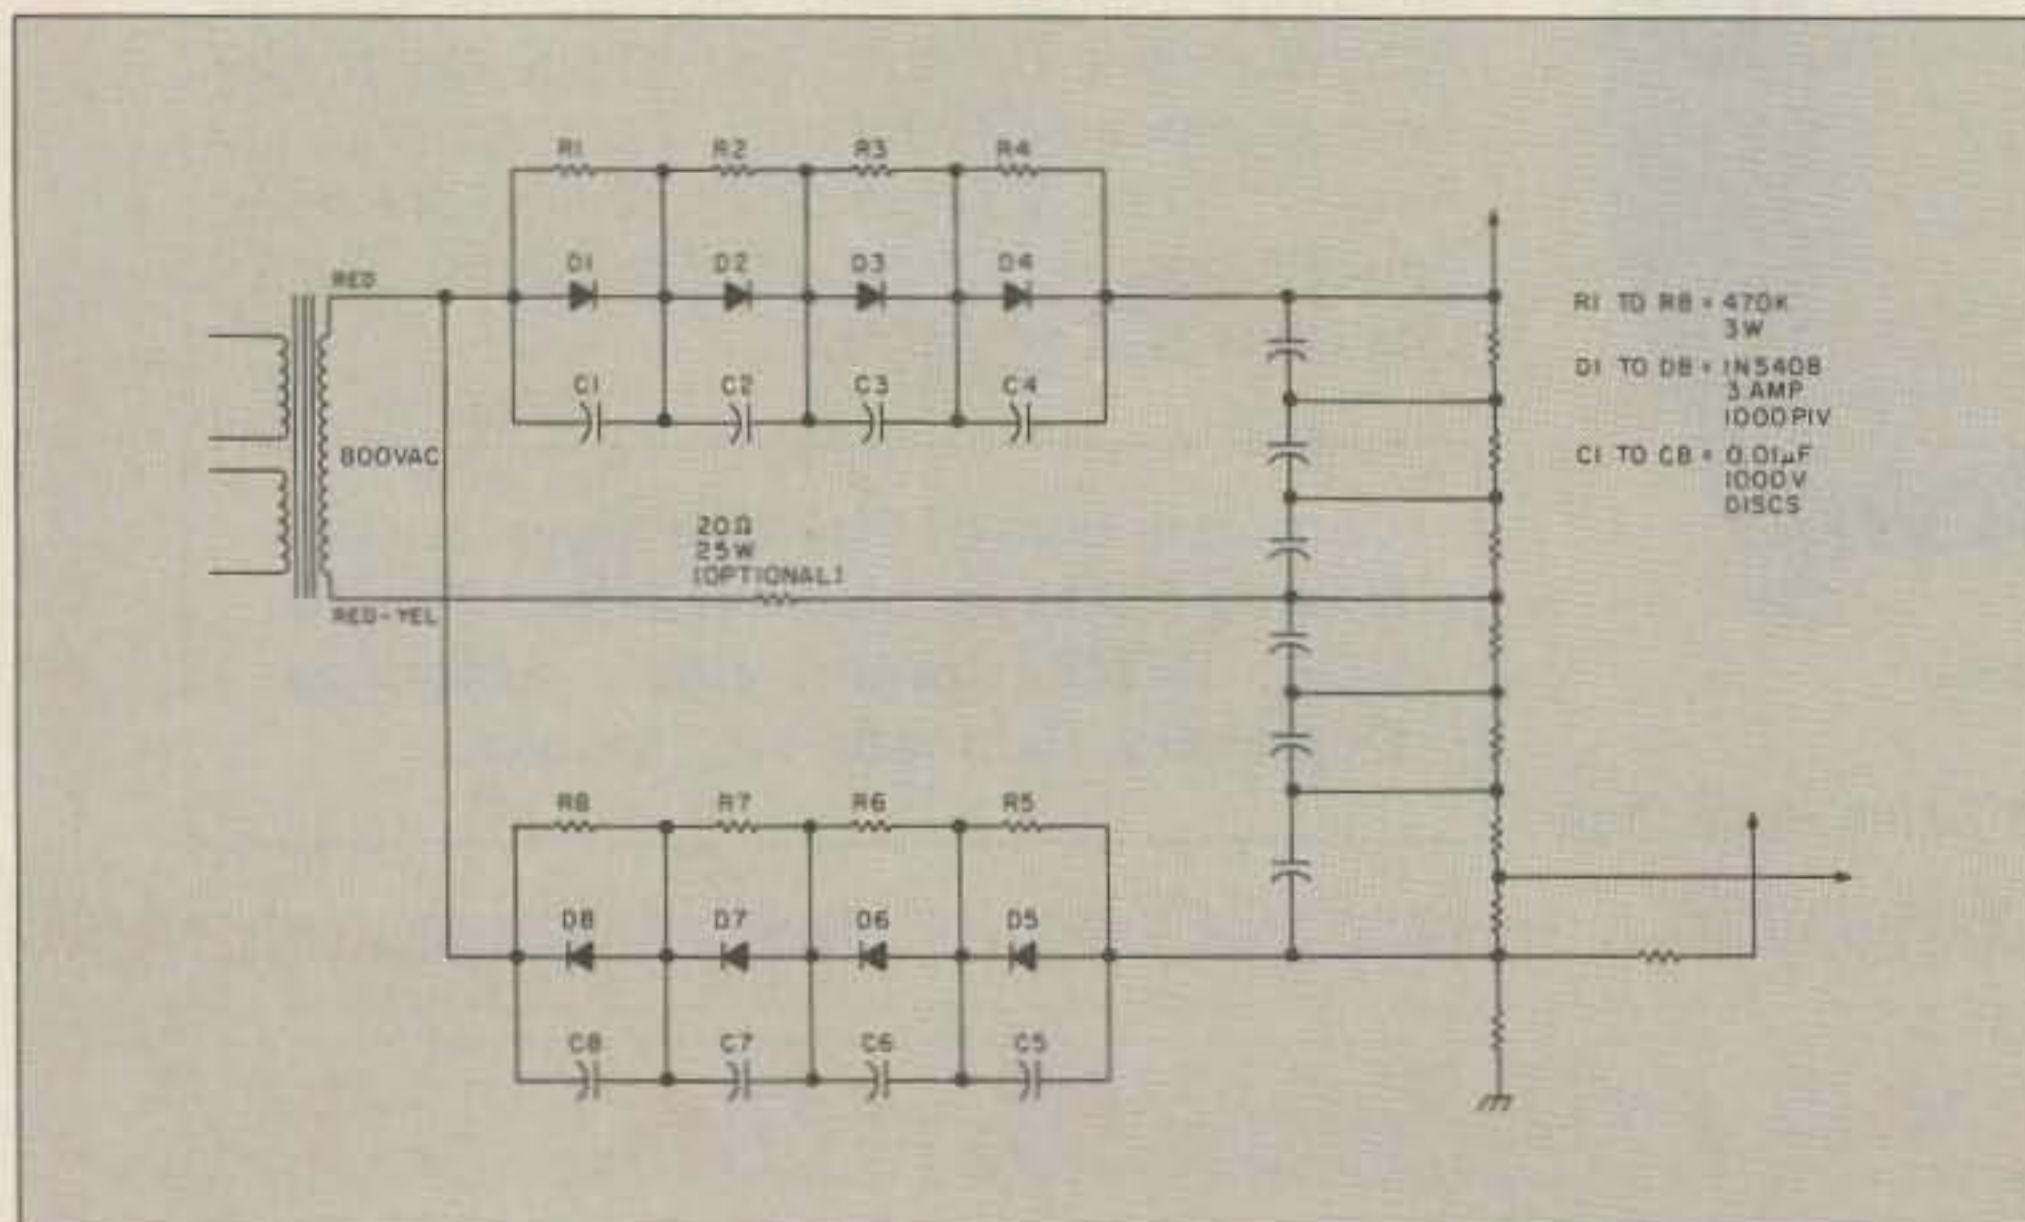 R1 R2 R3 R4
D1 D2 D3 D4
RED
R1 TO R8 = 470K
3W
D1 TO D8 = 1N5408
3 AMP
1000PIV
C1 C2 C3 C4
800VAC
C1 TO C8 = 0.01µF
1000V
DISCS
20Ω
25W
(OPTIONAL)
RED-YEL
R8 R7 R6 R5
D8 D7 D6 D5
C8 C7 C6 C5